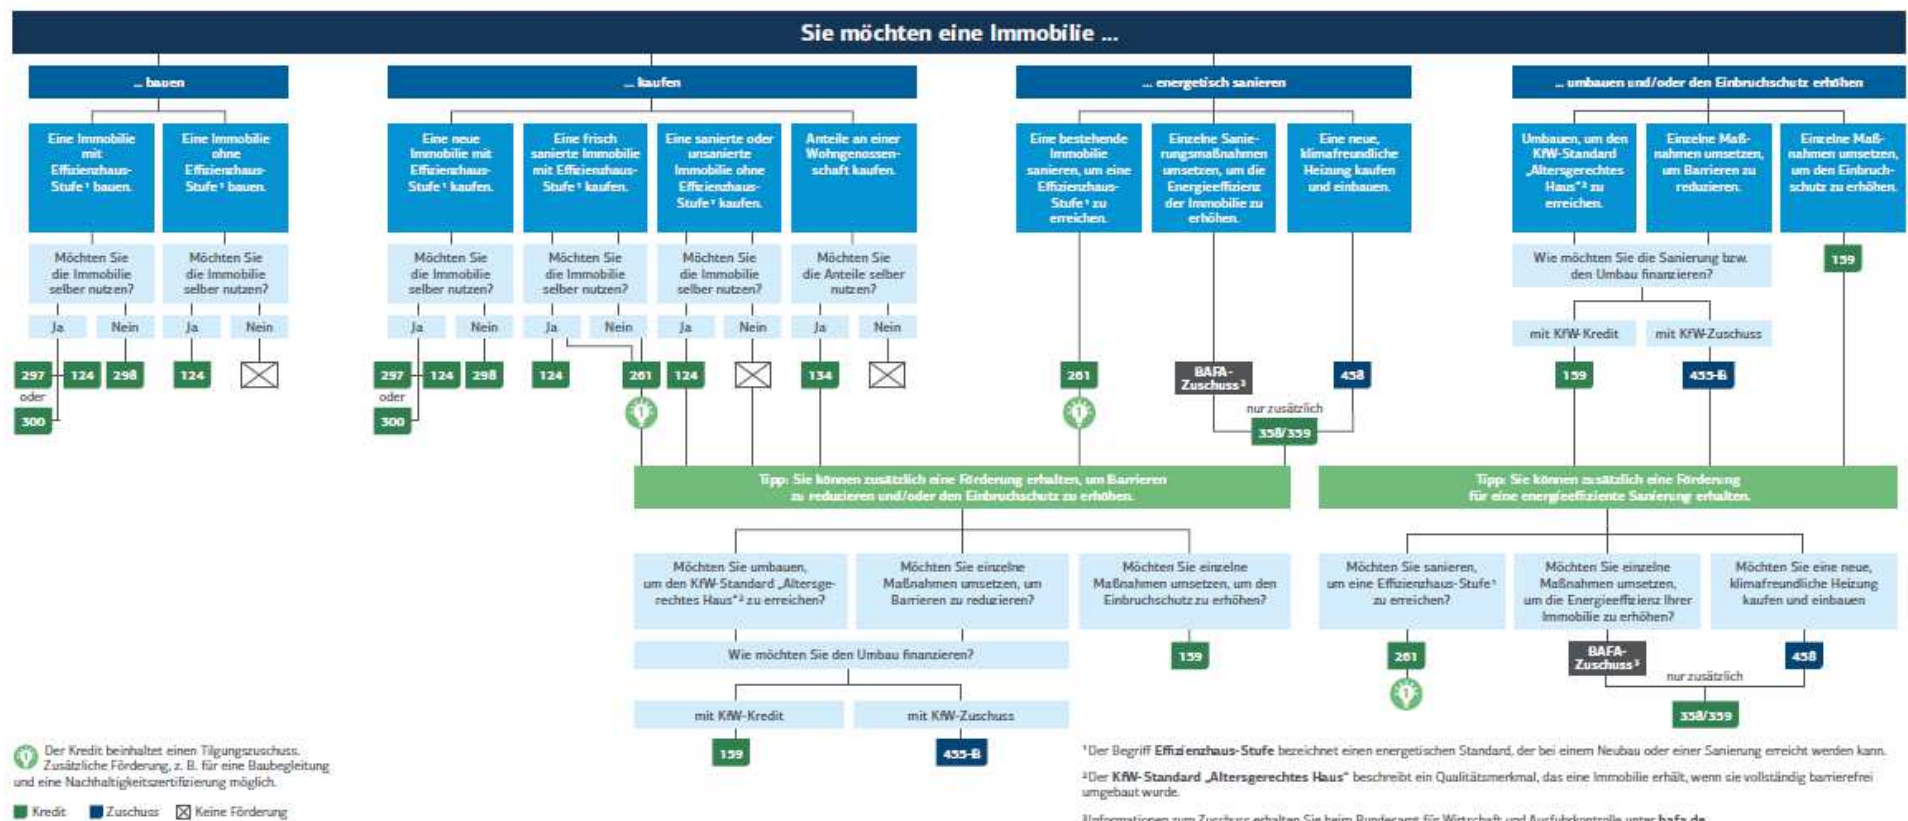 Sie möchten eine Immobilie ...
... bauen
... kaufen
... energetisch sanieren
... umbauen und/oder den Einbruchschutz erhöhen
Eine Immobilie
mit
Effizienzhaus-
Stufe¹ bauen.
Eine Immobilie
ohne
Effizienzhaus-
Stufe¹ bauen.
Eine neue
Immobilie mit
Effizienzhaus-
Stufe¹ kaufen.
Eine frisch
sanierte Immobilie
mit Effizienzhaus-
Stufe¹ kaufen.
Eine sanierte oder
unsanierte
Immobilie ohne
Effizienzhaus-
Stufe¹ kaufen.
Anteile an einer
Wohngenossen-
schaft kaufen.
Eine bestehende
Immobilie
sanieren, um eine
Effizienzhaus-
Stufe¹ zu
erreichen.
Einzelne Sanie-
rungsmaßnahmen
umsetzen, um die
Energieeffizienz
der Immobilie zu
erhöhen.
Eine neue,
klimafreundliche
Heizung kaufen
und einbauen.
Umbauen, um den
KfW-Standard
„Altersgerechtes
Haus"² zu
erreichen.
Einzelne Maß-
nahmen umsetzen,
um Barrieren zu
reduzieren.
Einzelne Maß-
nahmen umsetzen,
um den Einbruch-
schutz zu erhöhen.
Möchten Sie
die Immobilie
selber nutzen?
Möchten Sie
die Immobilie
selber nutzen?
Möchten Sie
die Immobilie
selber nutzen?
Möchten Sie
die Immobilie
selber nutzen?
Möchten Sie
die Immobilie
selber nutzen?
Möchten Sie
die Anteile selber
nutzen?
Wie möchten Sie die Sanierung bzw.
den Umbau finanzieren?
159
Ja Nein Ja Nein
Ja Nein Ja Nein Ja Nein Ja Nein
mit KfW-Kredit
mit KfW-Zuschuss
297 124 298 124
oder
300
297 124 298 124 261 124 134
oder
300
1
261
1
BAFA-
Zuschuss³
458
nur zusätzlich
358/359
159
455-B
Tipp: Sie können zusätzlich eine Förderung erhalten, um Barrieren
zu reduzieren und/oder den Einbruchschutz zu erhöhen.
Tipp: Sie können zusätzlich eine Förderung
für eine energieeffiziente Sanierung erhalten.
Möchten Sie umbauen,
um den KfW-Standard „Altersge-
rechtes Haus"² zu erreichen?
Möchten Sie einzelne
Maßnahmen umsetzen, um
Barrieren zu reduzieren?
Möchten Sie einzelne
Maßnahmen umsetzen, um den
Einbruchschutz zu erhöhen?
Möchten Sie sanieren,
um eine Effizienzhaus-Stufe¹
zu erreichen?
Möchten Sie einzelne
Maßnahmen umsetzen,
um die Energieeffizienz Ihrer
Immobilie zu erhöhen?
Möchten Sie eine neue,
klimafreundliche Heizung
kaufen und einbauen
Wie möchten Sie den Umbau finanzieren?
159
261
1
BAFA-
Zuschuss³
458
nur zusätzlich
358/359
mit KfW-Kredit
mit KfW-Zuschuss
159
455-B
1 Der Kredit beinhaltet einen Tilgungszuschuss.
Zusätzliche Förderung, z. B. für eine Baubegleitung
und eine Nachhaltigkeitszertifizierung möglich.
Kredit Zuschuss Keine Förderung
¹Der Begriff Effizienzhaus-Stufe bezeichnet einen energetischen Standard, der bei einem Neubau oder einer Sanierung erreicht werden kann.
²Der KfW-Standard „Altersgerechtes Haus" beschreibt ein Qualitätsmerkmal, das eine Immobilie erhält, wenn sie vollständig barrierefrei
umgebaut wurde.
³Informationen zum Zuschuss erhalten Sie beim Bundesamt für Wirtschaft und Ausfuhrkontrolle unter bafa.de